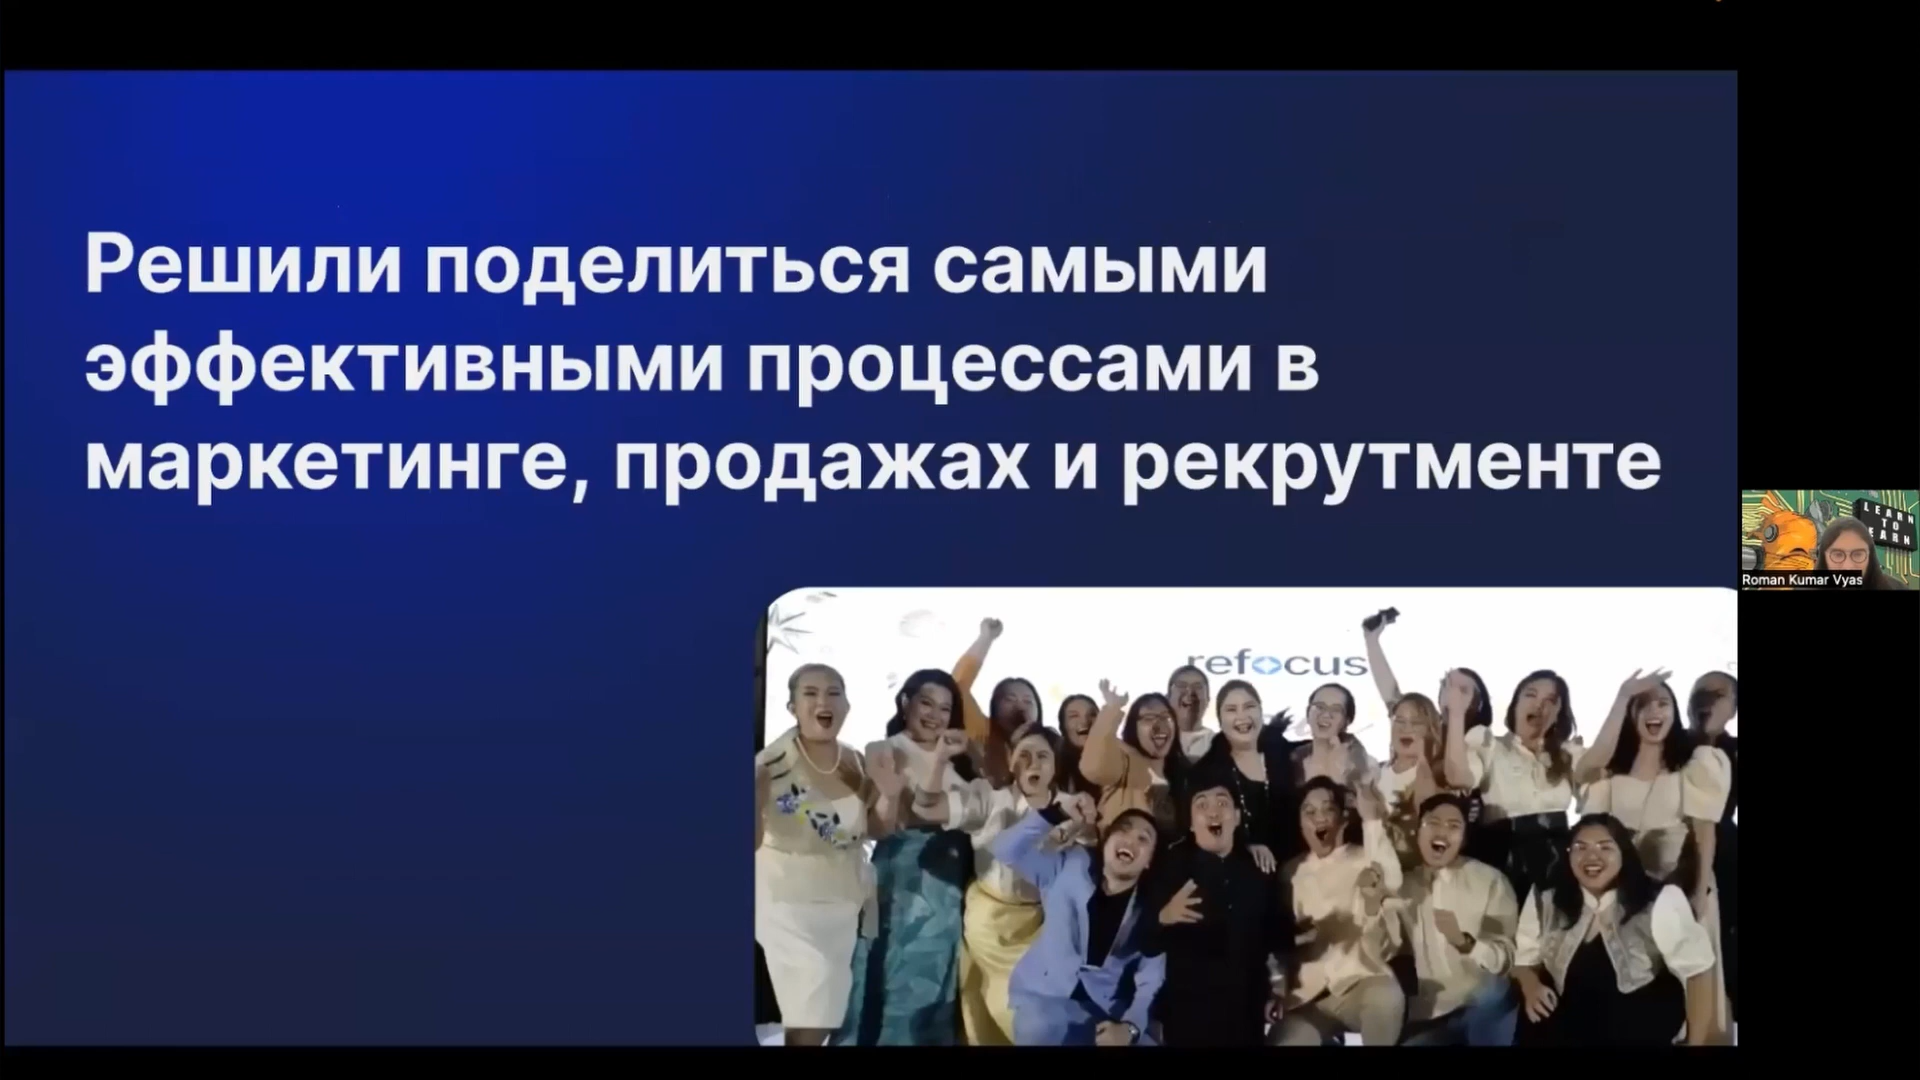 Решили поделиться самыми
эффективными процессами в
маркетинге, продажах и рекрутменте
refocus
LEARN
TO
EARN
Roman Kumar Vyas